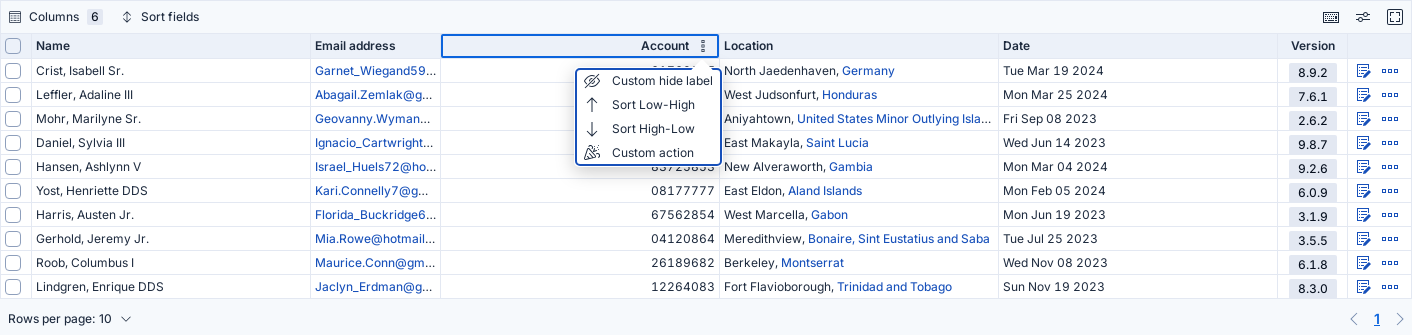 Columns 6 Sort fields
Name Email address Account Location Date Version
Crist, Isabell Sr. Garnet_Wiegand59... North Jaedenhaven, Germany Tue Mar 19 2024 8.9.2
Custom hide label
Leffler, Adaline III Abagail.Zemlak@g... West Judsonfurt, Honduras Mon Mar 25 2024 7.6.1
Sort Low-High
Mohr, Marilyne Sr. Geovanny.Wyman... Aniyahtown, United States Minor Outlying Isla... Fri Sep 08 2023 2.6.2
Sort High-Low
Daniel, Sylvia III Ignacio_Cartwright... East Makayla, Saint Lucia Wed Jun 14 2023 9.8.7
Custom action
Hansen, Ashlynn V Israel_Huels72@ho... New Alveraworth, Gambia Mon Mar 04 2024 9.2.6
Yost, Henriette DDS Kari.Connelly7@g... 08177777 East Eldon, Aland Islands Mon Feb 05 2024 6.0.9
Harris, Austen Jr. Florida_Buckridge6... 67562854 West Marcella, Gabon Mon Jun 19 2023 3.1.9
Gerhold, Jeremy Jr. Mia.Rowe@hotmail... 04120864 Meredithview, Bonaire, Sint Eustatius and Saba Tue Jul 25 2023 3.5.5
Roob, Columbus I Maurice.Conn@gm... 26189682 Berkeley, Montserrat Wed Nov 08 2023 6.1.8
Lindgren, Enrique DDS Jaclyn_Erdman@g... 12264083 Fort Flavioborough, Trinidad and Tobago Sun Nov 19 2023 8.3.0
Rows per page: 10 1